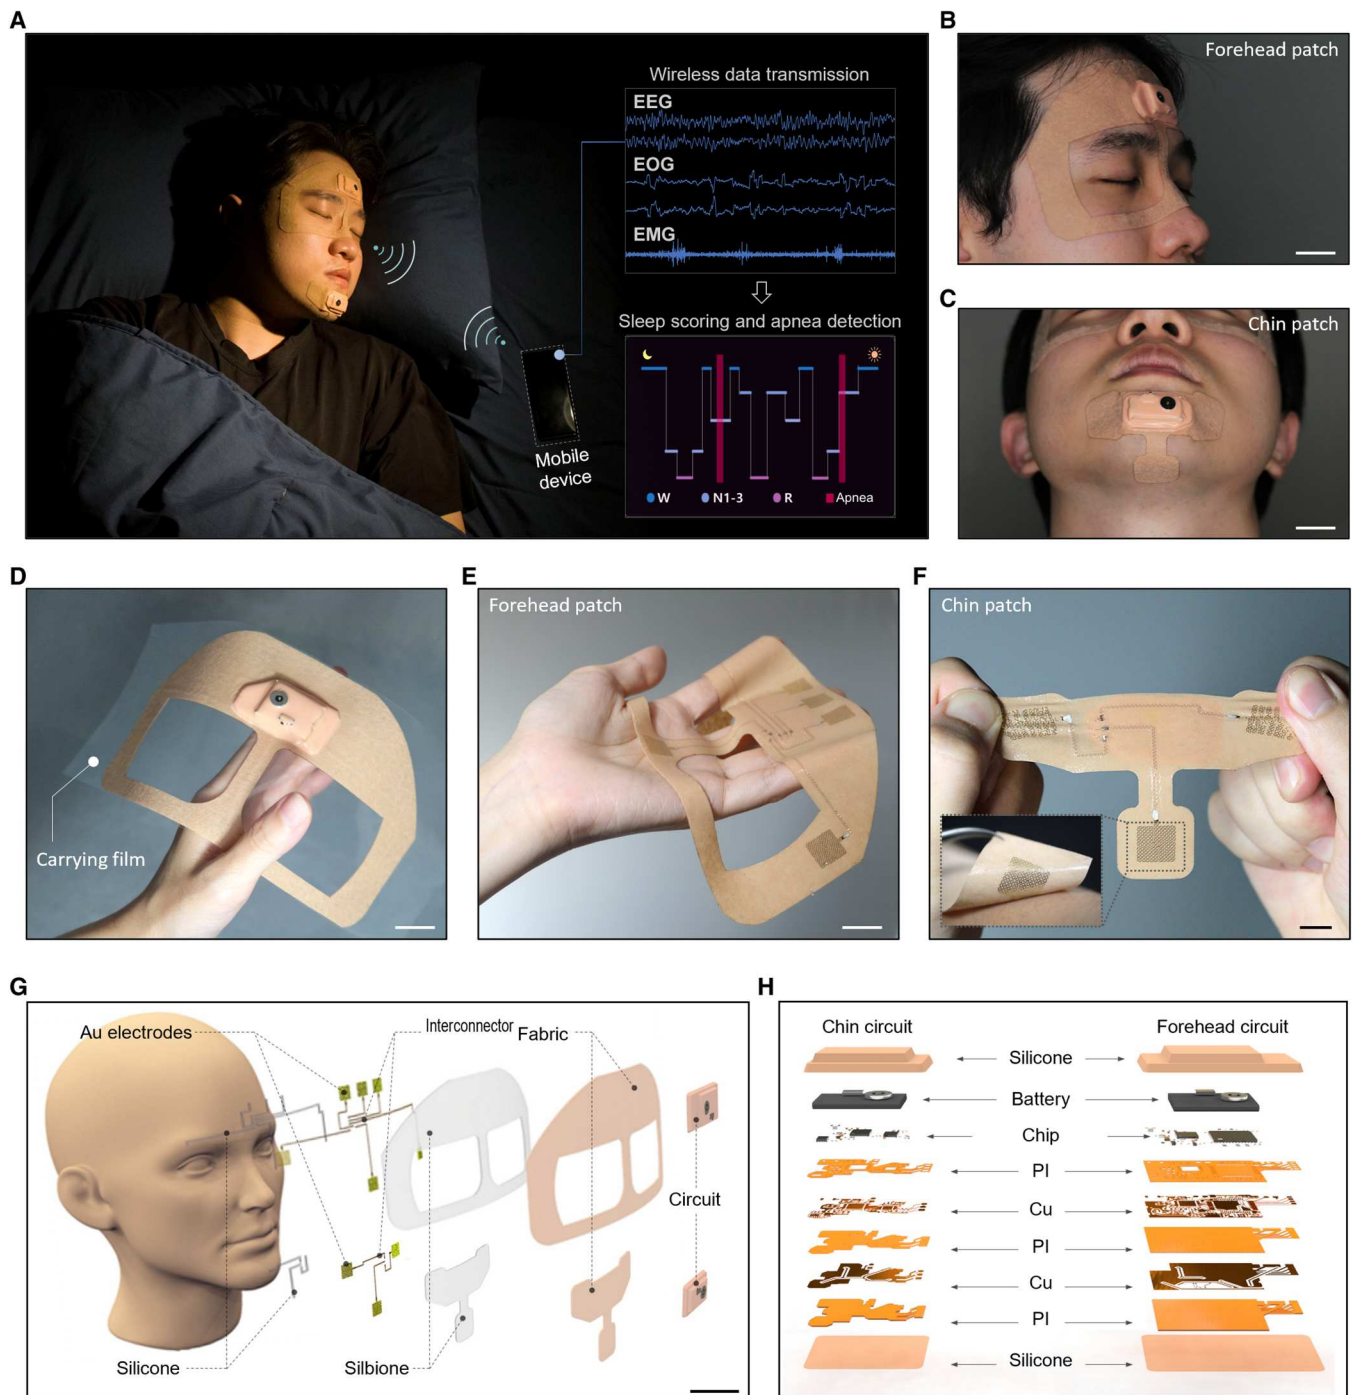 A
Wireless data transmission
EEG
EOG
EMG
Sleep scoring and apnea detection
W
N1-3
R
Apnea
Mobile
device
B
Forehead patch
C
Chin patch
D
Carrying film
E
Forehead patch
F
Chin patch
G
Au electrodes
Interconnector
Fabric
Circuit
Silicone
Silbione
H
Chin circuit
Forehead circuit
Silicone
Battery
Chip
PI
Cu
PI
Cu
PI
Silicone